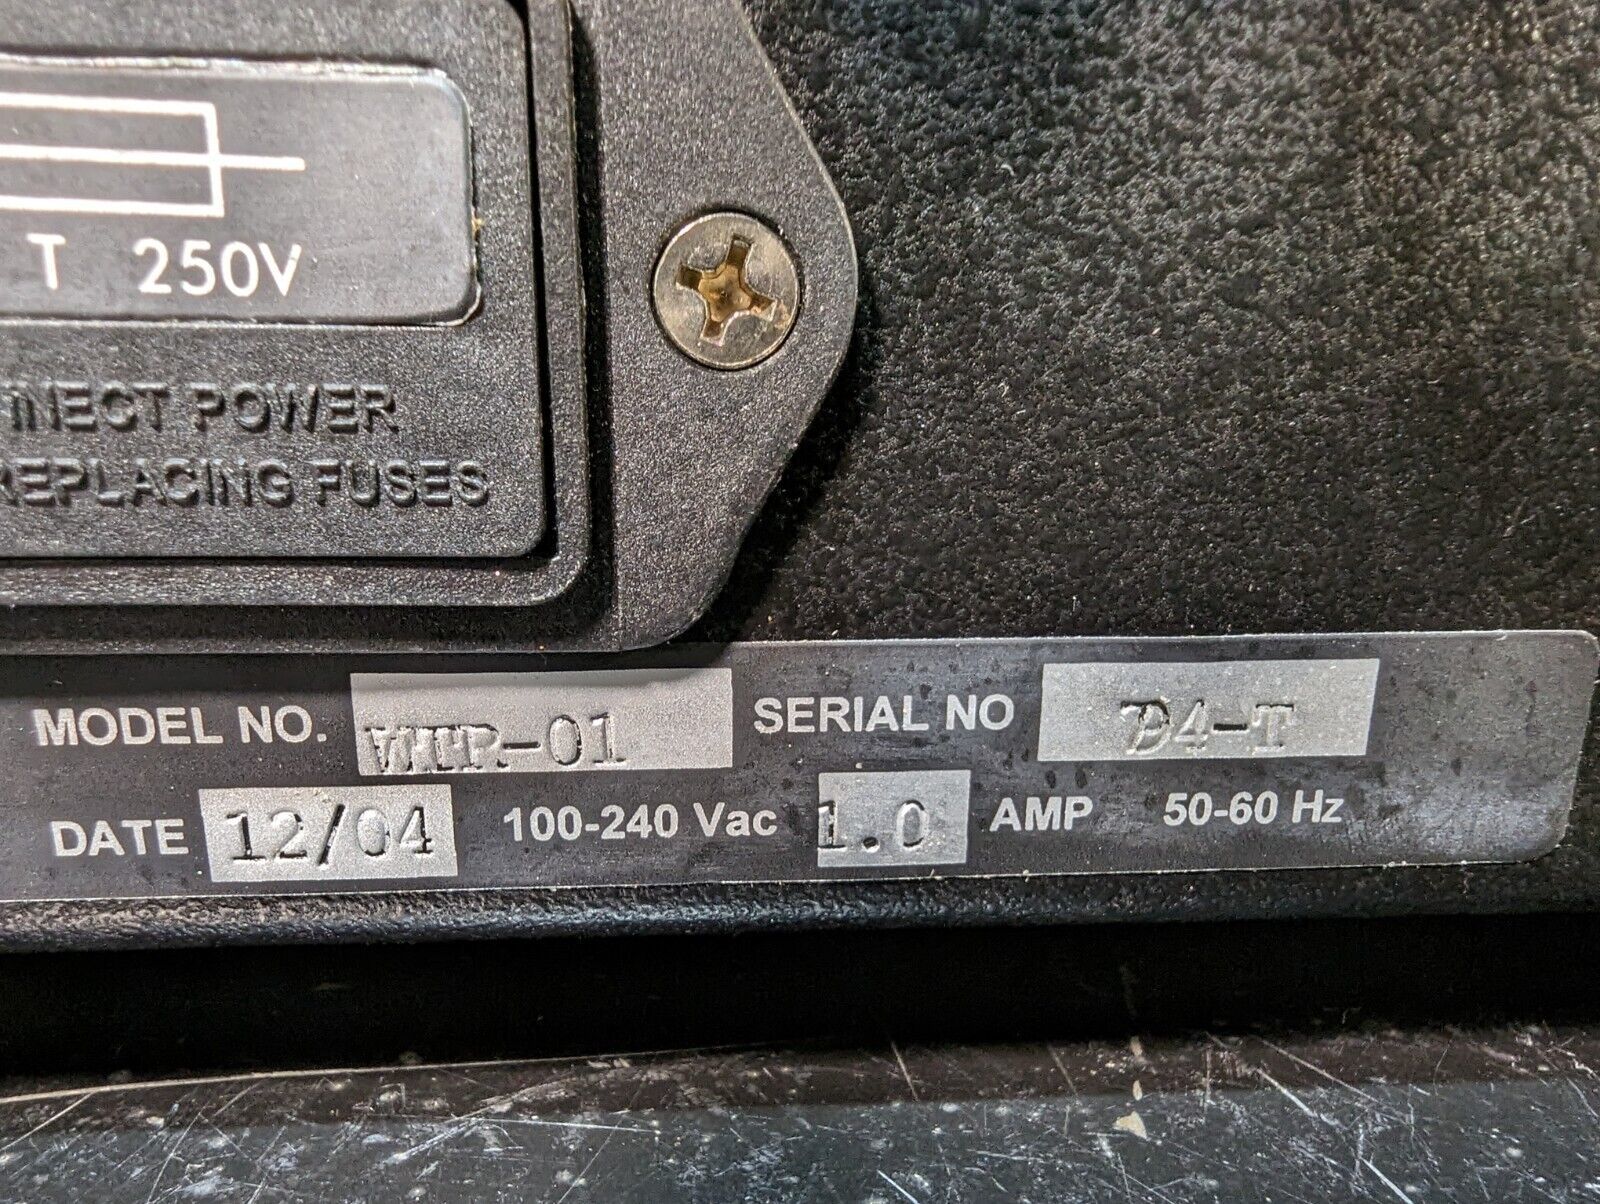 T 250V
NNECT POWER
REPLACING FUSES
MODEL NO. SERIAL NO
DATE 12/04 100-240 Vac 1.0 AMP 50-60 Hz